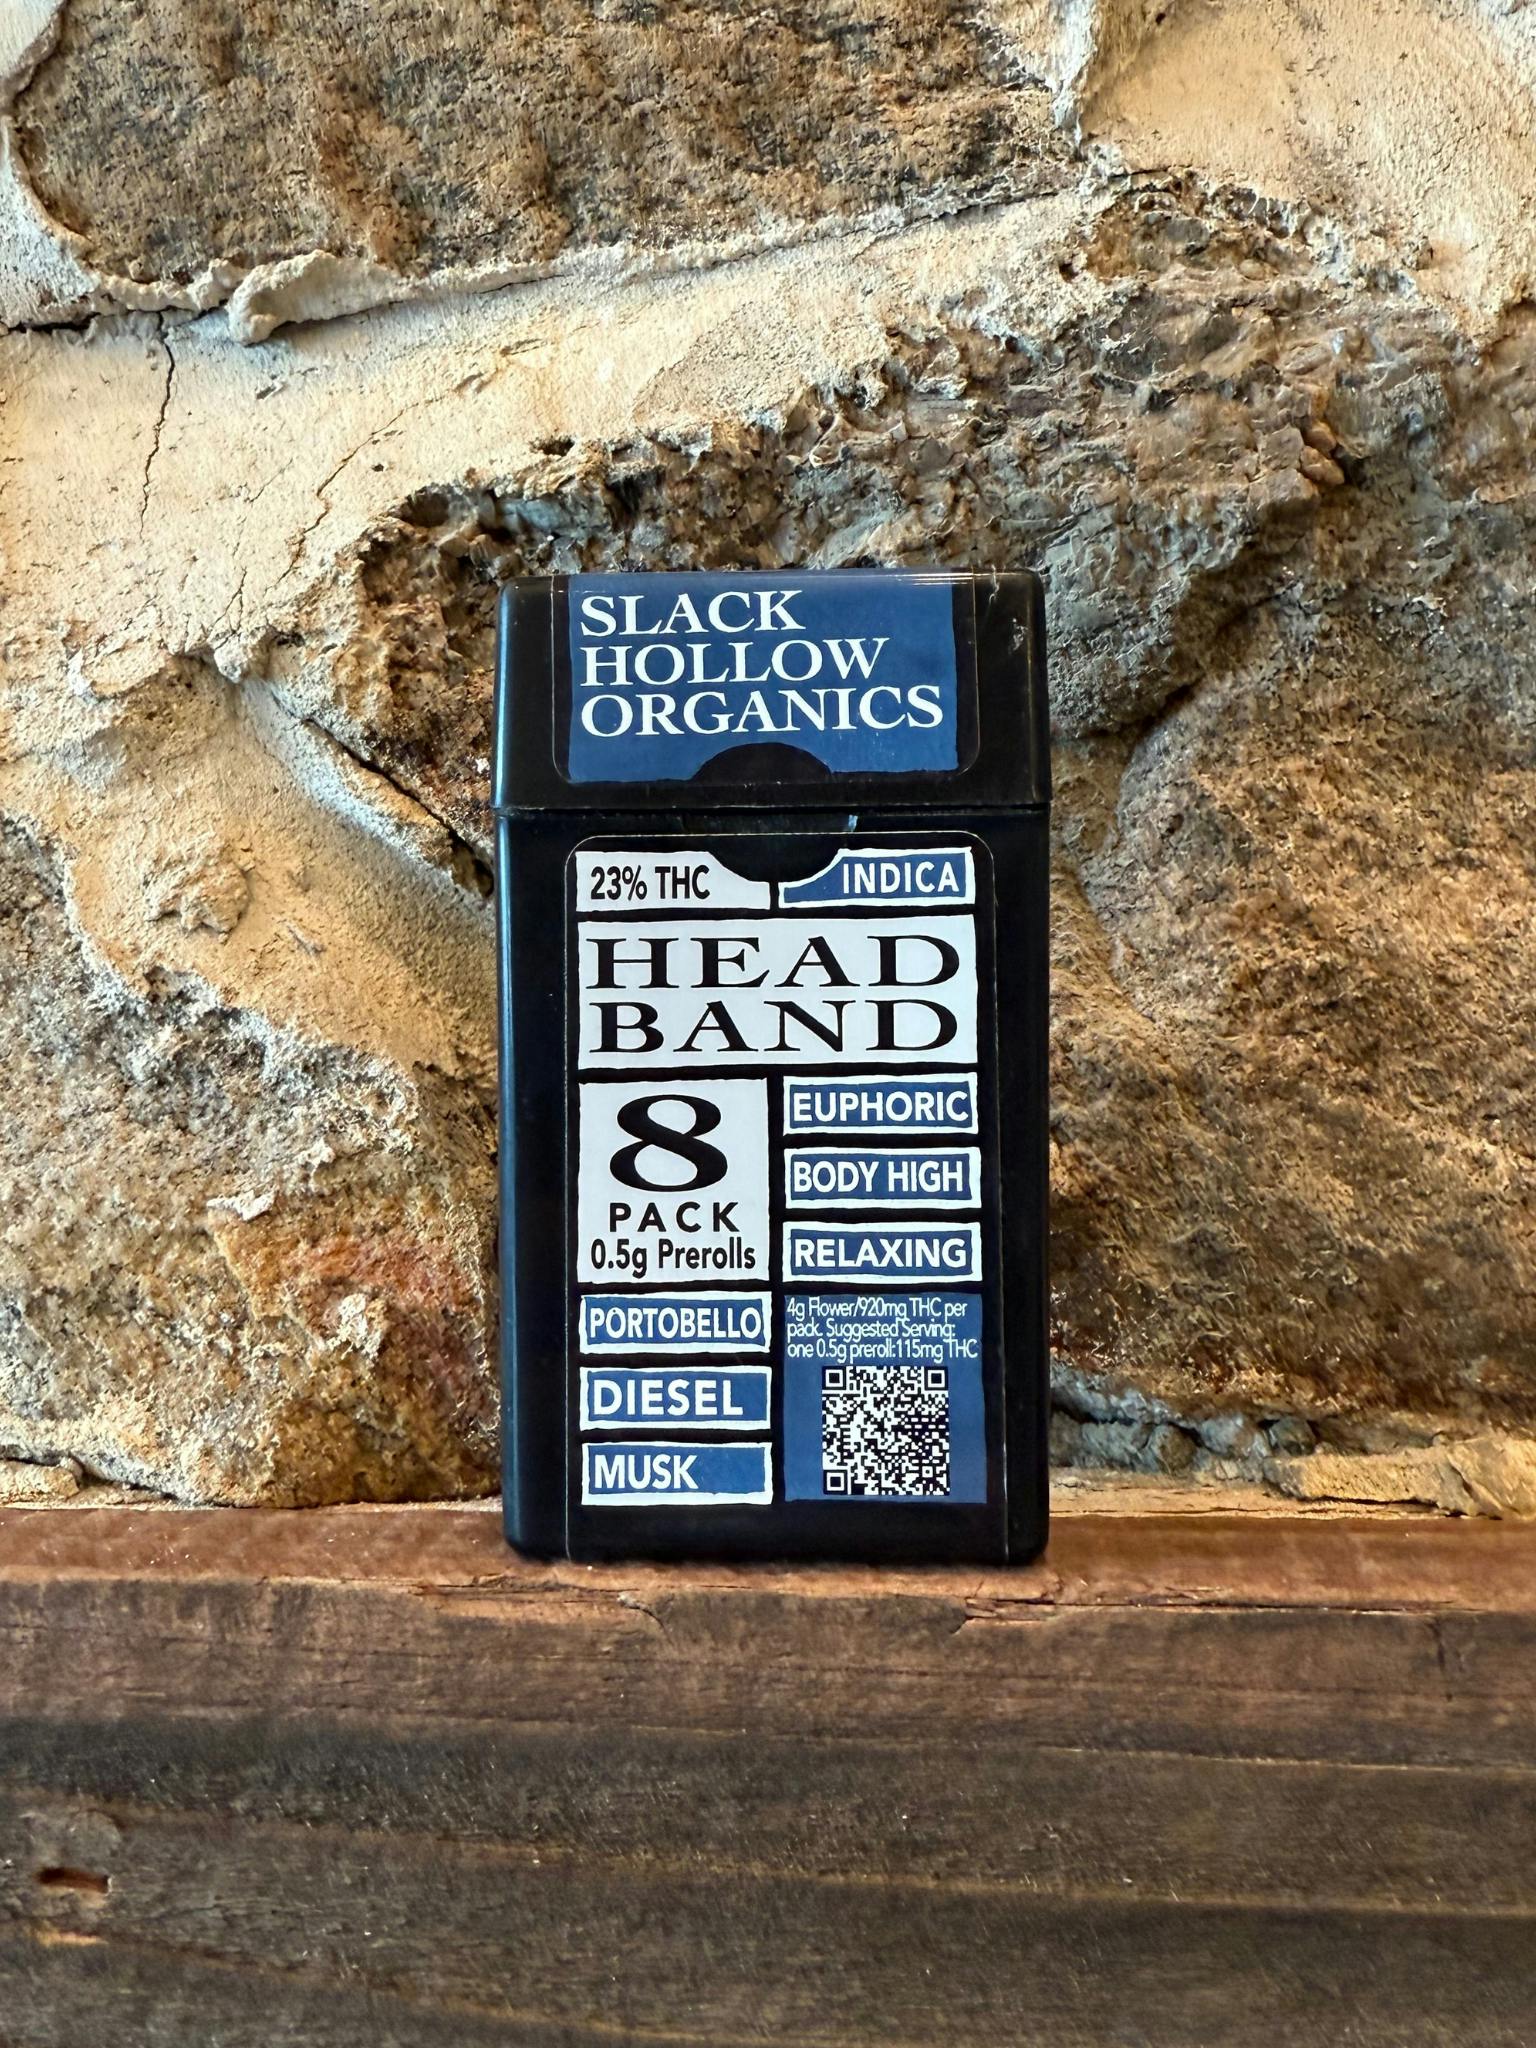 SLACK
HOLLOW
ORGANICS
23% THC
INDICA
HEAD
BAND
8
PACK
0.5g Prerolls
EUPHORIC
BODY HIGH
RELAXING
PORTOBELLO
DIESEL
MUSK
4g Flower/920mg THC per
pack. Suggested Serving:
one 0.5g preroll:115mg THC